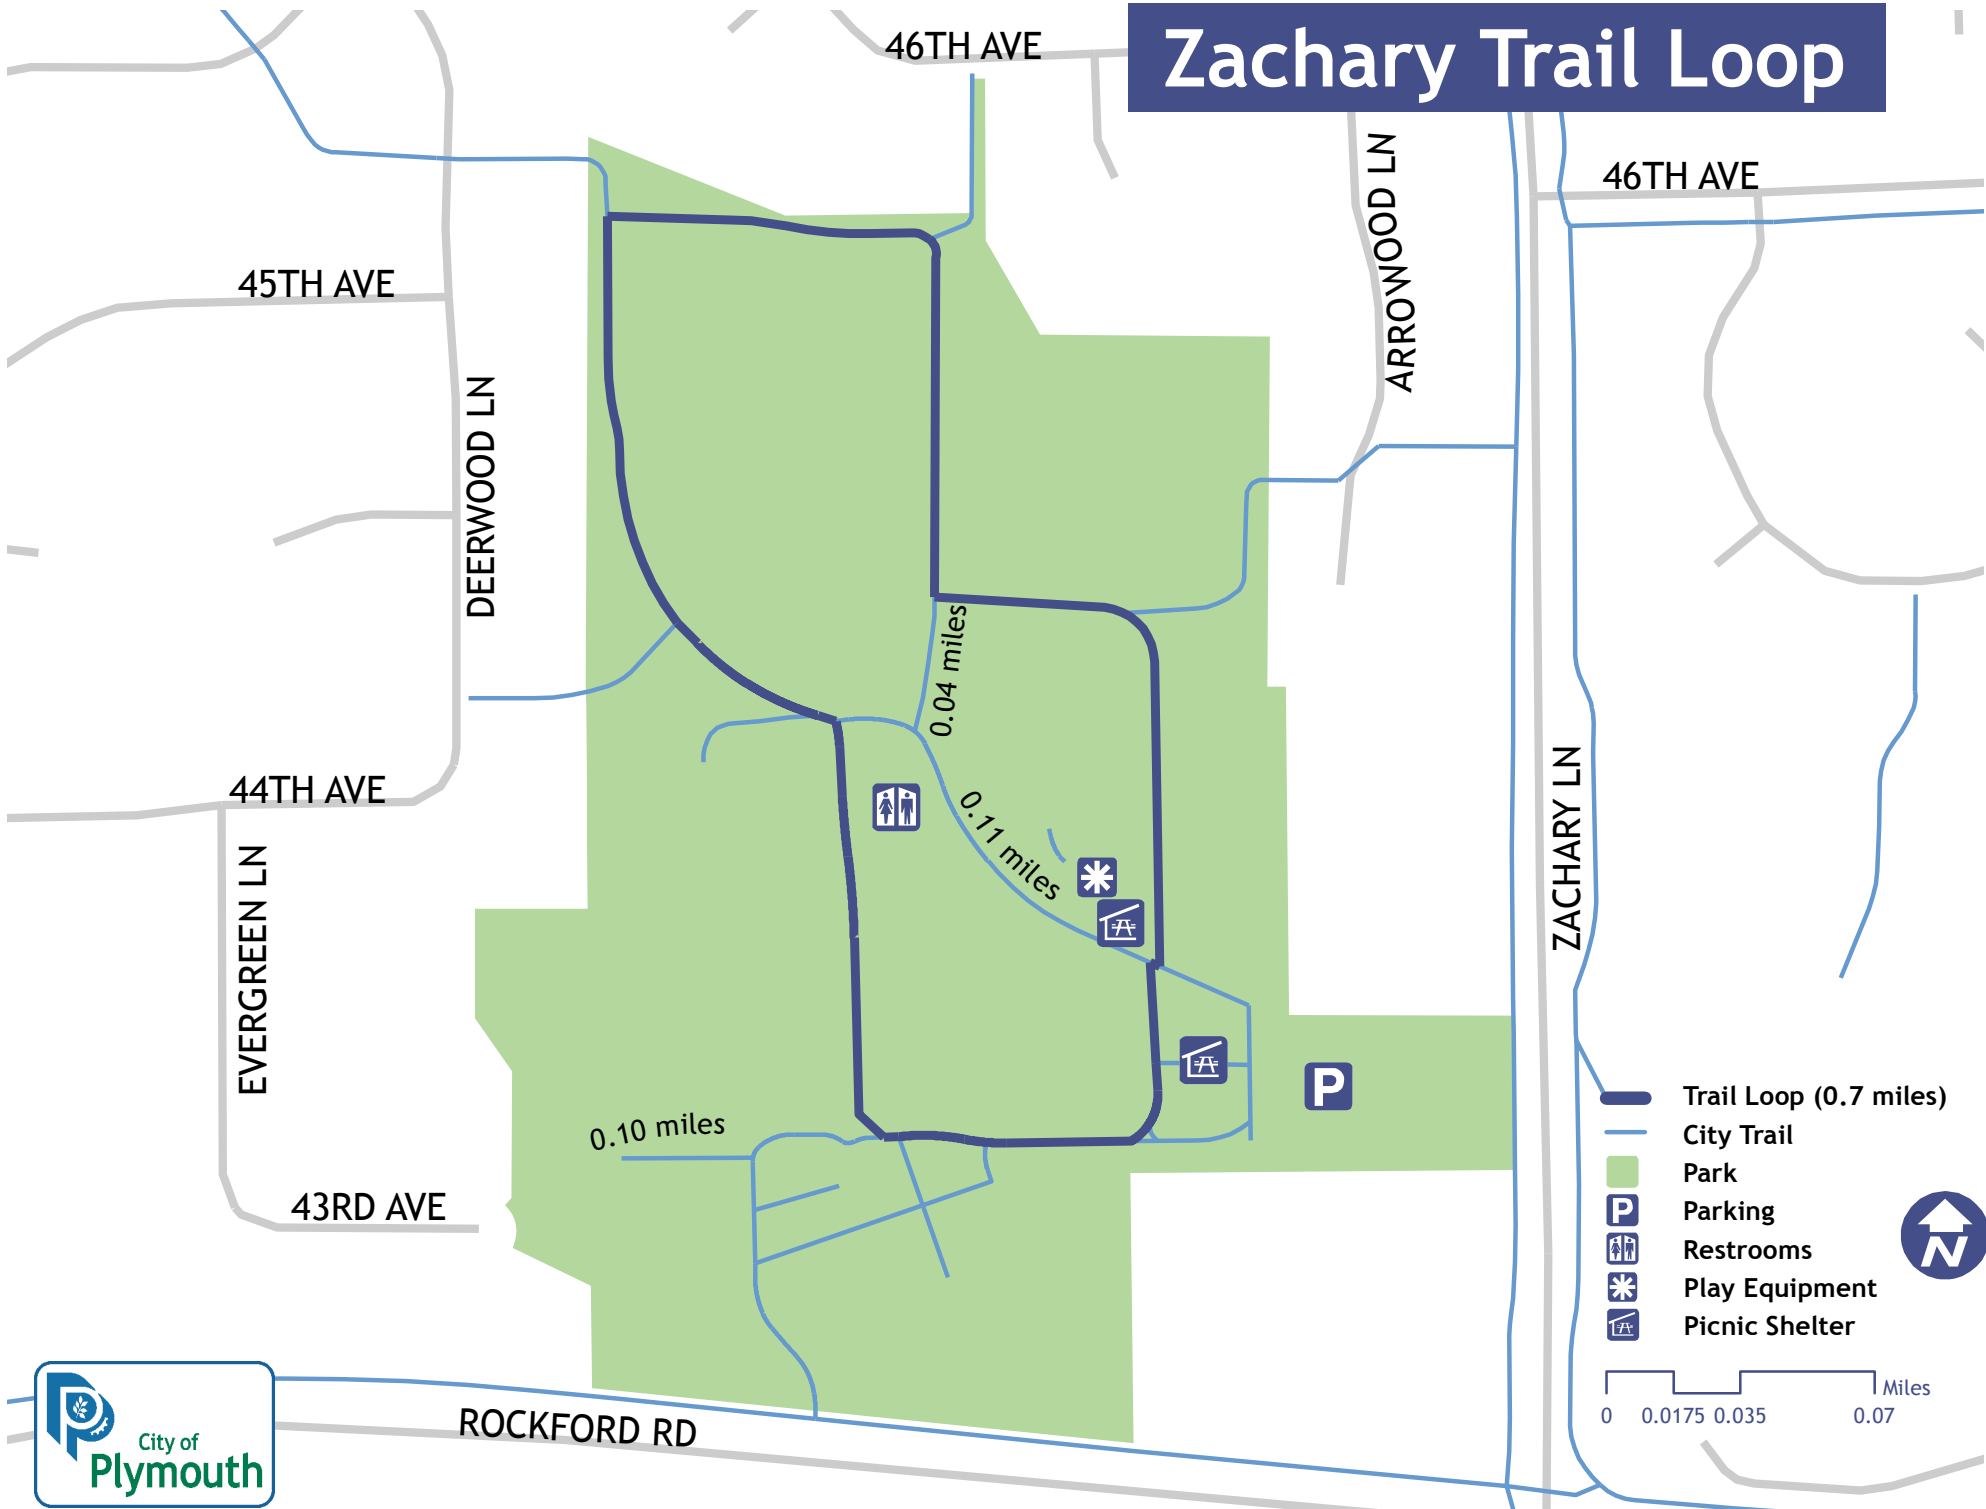 Zachary Trail Loop
46TH AVE
46TH AVE
ARROWOOD LN
45TH AVE
DEERWOOD LN
0.04 miles
44TH AVE
0.11 miles
ZACHARY LN
EVERGREEN LN
0.10 miles
43RD AVE
ROCKFORD RD
P
Trail Loop (0.7 miles)
City Trail
Park
P
Parking
Restrooms
Play Equipment
Picnic Shelter
N
Miles
0 0.0175 0.035 0.07
City of
Plymouth